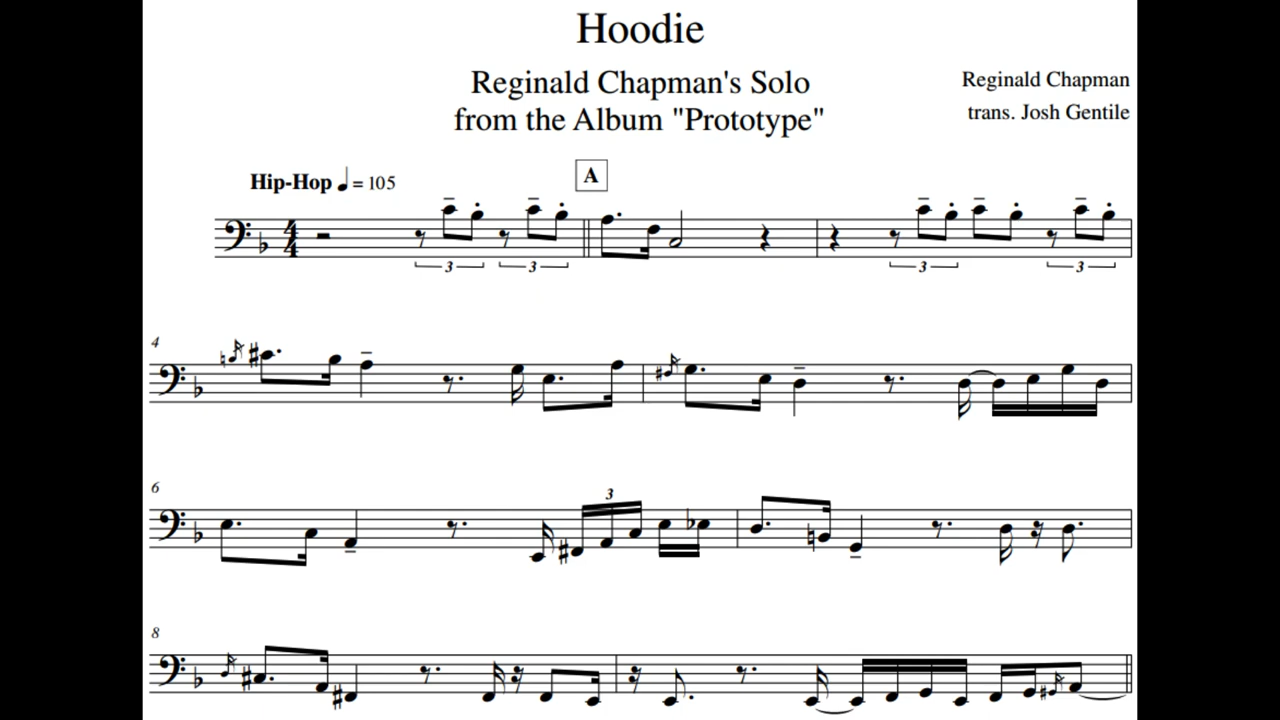 Hoodie
Reginald Chapman's Solo
from the Album "Prototype"
Reginald Chapman
trans. Josh Gentile
Hip-Hop ♩ = 105
A
3 3 3 3
4
6
3
8